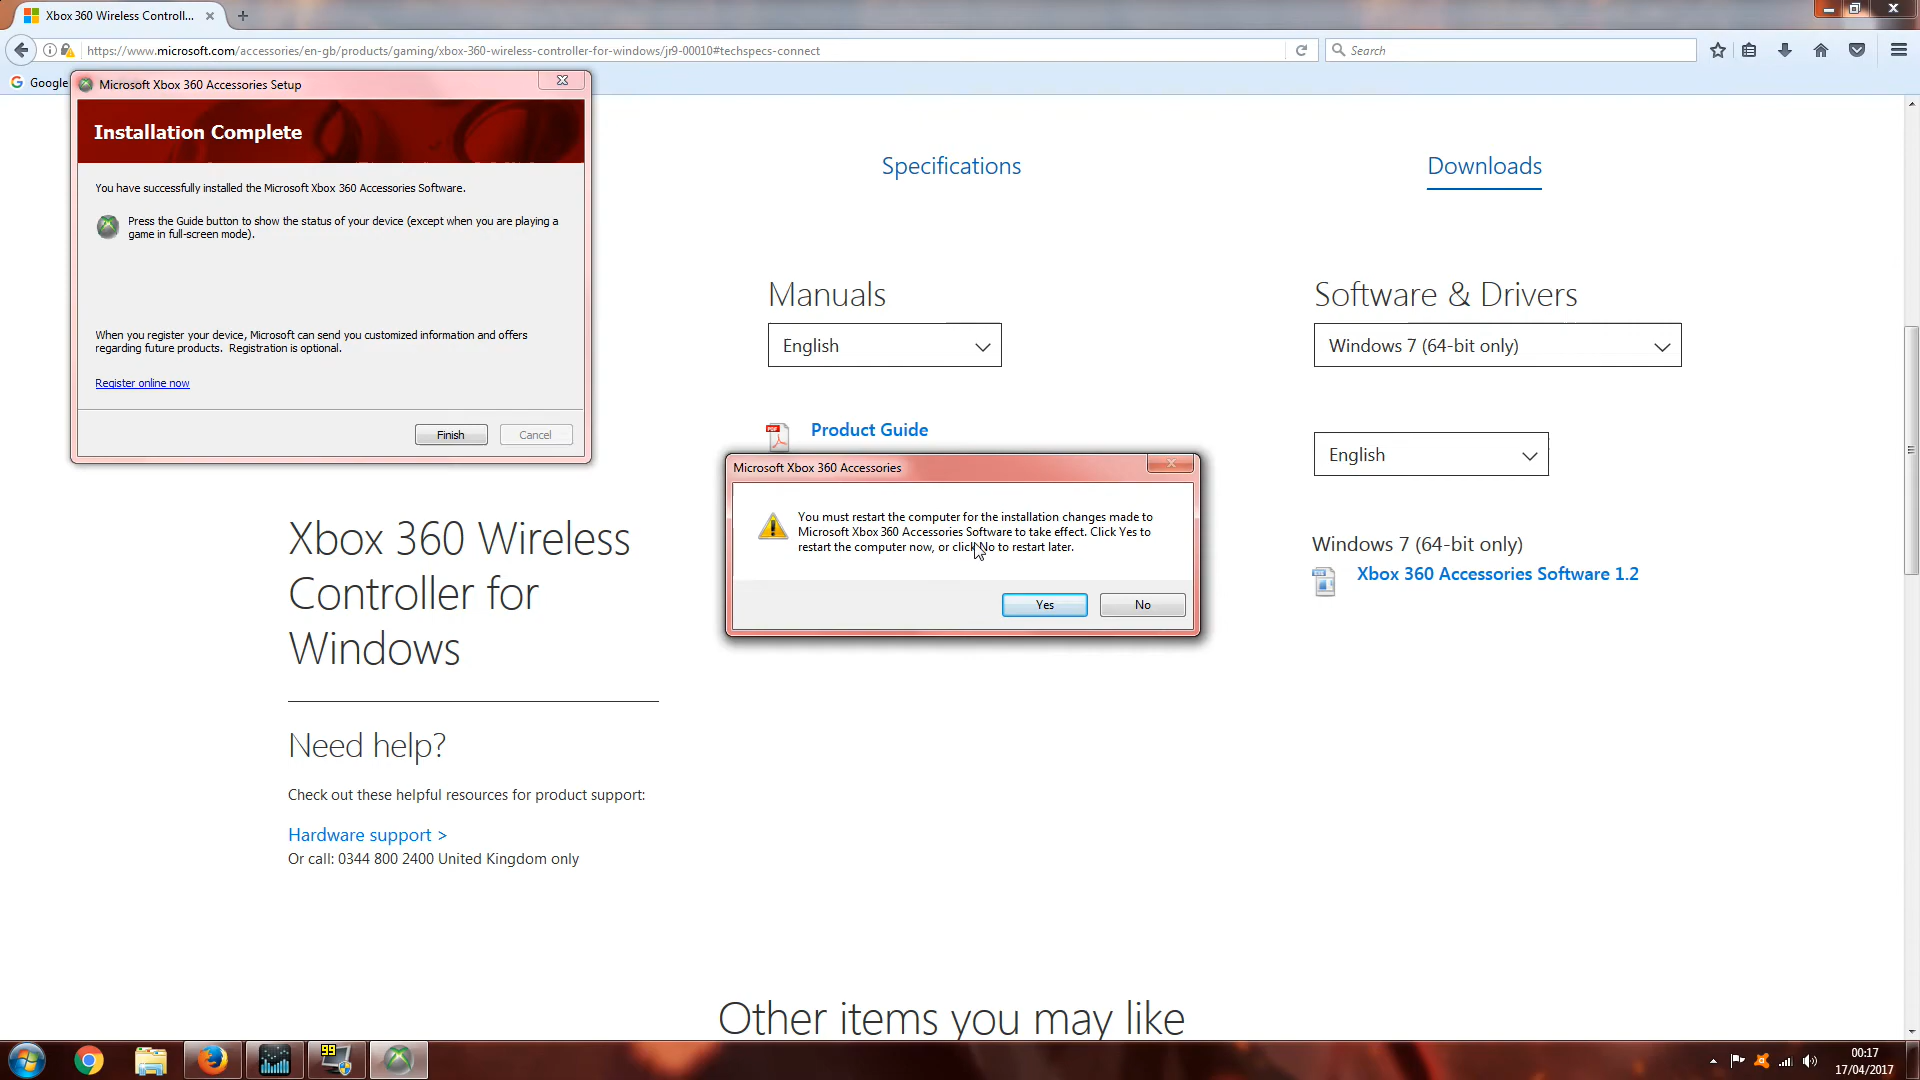 Xbox 360 Wireless Controll...
https://www.microsoft.com/accessories/en-gb/products/gaming/xbox-360-wireless-controller-for-windows/jr9-00010#techspecs-connect
Search
Google
Microsoft Xbox 360 Accessories Setup
Installation Complete
You have successfully installed the Microsoft Xbox 360 Accessories Software.
Press the Guide button to show the status of your device (except when you are playing a
game in full-screen mode).
When you register your device, Microsoft can send you customized information and offers
regarding future products. Registration is optional.
Register online now
Finish
Cancel
Specifications
Downloads
Manuals
English
Product Guide
Software & Drivers
Windows 7 (64-bit only)
English
Windows 7 (64-bit only)
Xbox 360 Accessories Software 1.2
Microsoft Xbox 360 Accessories
You must restart the computer for the installation changes made to
Microsoft Xbox 360 Accessories Software to take effect. Click Yes to
restart the computer now, or click No to restart later.
Yes
No
Xbox 360 Wireless
Controller for
Windows
Need help?
Check out these helpful resources for product support:
Hardware support >
Or call: 0344 800 2400 United Kingdom only
Other items you may like
99
00:17
17/04/2017